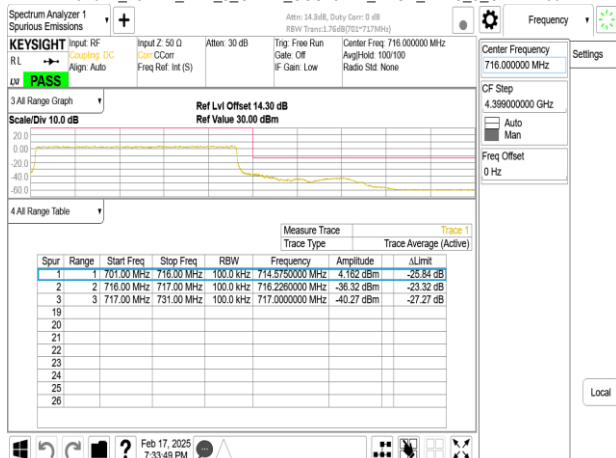 Spectrum Analyzer 1
Spurious Emissions
+
Attn: 14.3dB, Duty Corr: 0 dB
RBW Trans:1.76dB(701~717MHz)
Frequency
KEYSIGHT
RL
LXI
PASS
Input: RF
Coupling: DC
Align: Auto
Input Z: 50 Ω
Corr CCorr
Freq Ref: Int (S)
Atten: 30 dB
Trig: Free Run
Gate: Off
IF Gain: Low
Center Freq: 716.000000 MHz
Avg|Hold: 100/100
Radio Std: None
Center Frequency
716.000000 MHz
Settings
CF Step
4.399000000 GHz
Auto
Man
Freq Offset
0 Hz
Local
3 All Range Graph
Scale/Div 10.0 dB
Ref Lvl Offset 14.30 dB
Ref Value 30.00 dBm
20.0
0.00
-20.0
-40.0
-60.0
4 All Range Table
Measure Trace Trace 1
Trace Type Trace Average (Active)
Spur Range Start Freq Stop Freq RBW Frequency Amplitude ΔLimit
1 1 701.00 MHz 716.00 MHz 100.0 kHz 714.5750000 MHz 4.162 dBm -25.84 dB
2 2 716.00 MHz 717.00 MHz 100.0 kHz 716.2260000 MHz -36.32 dBm -23.32 dB
3 3 717.00 MHz 731.00 MHz 100.0 kHz 717.0000000 MHz -40.27 dBm -27.27 dB
19
20
21
22
23
24
25
26
?
Feb 17, 2025
7:33:49 PM